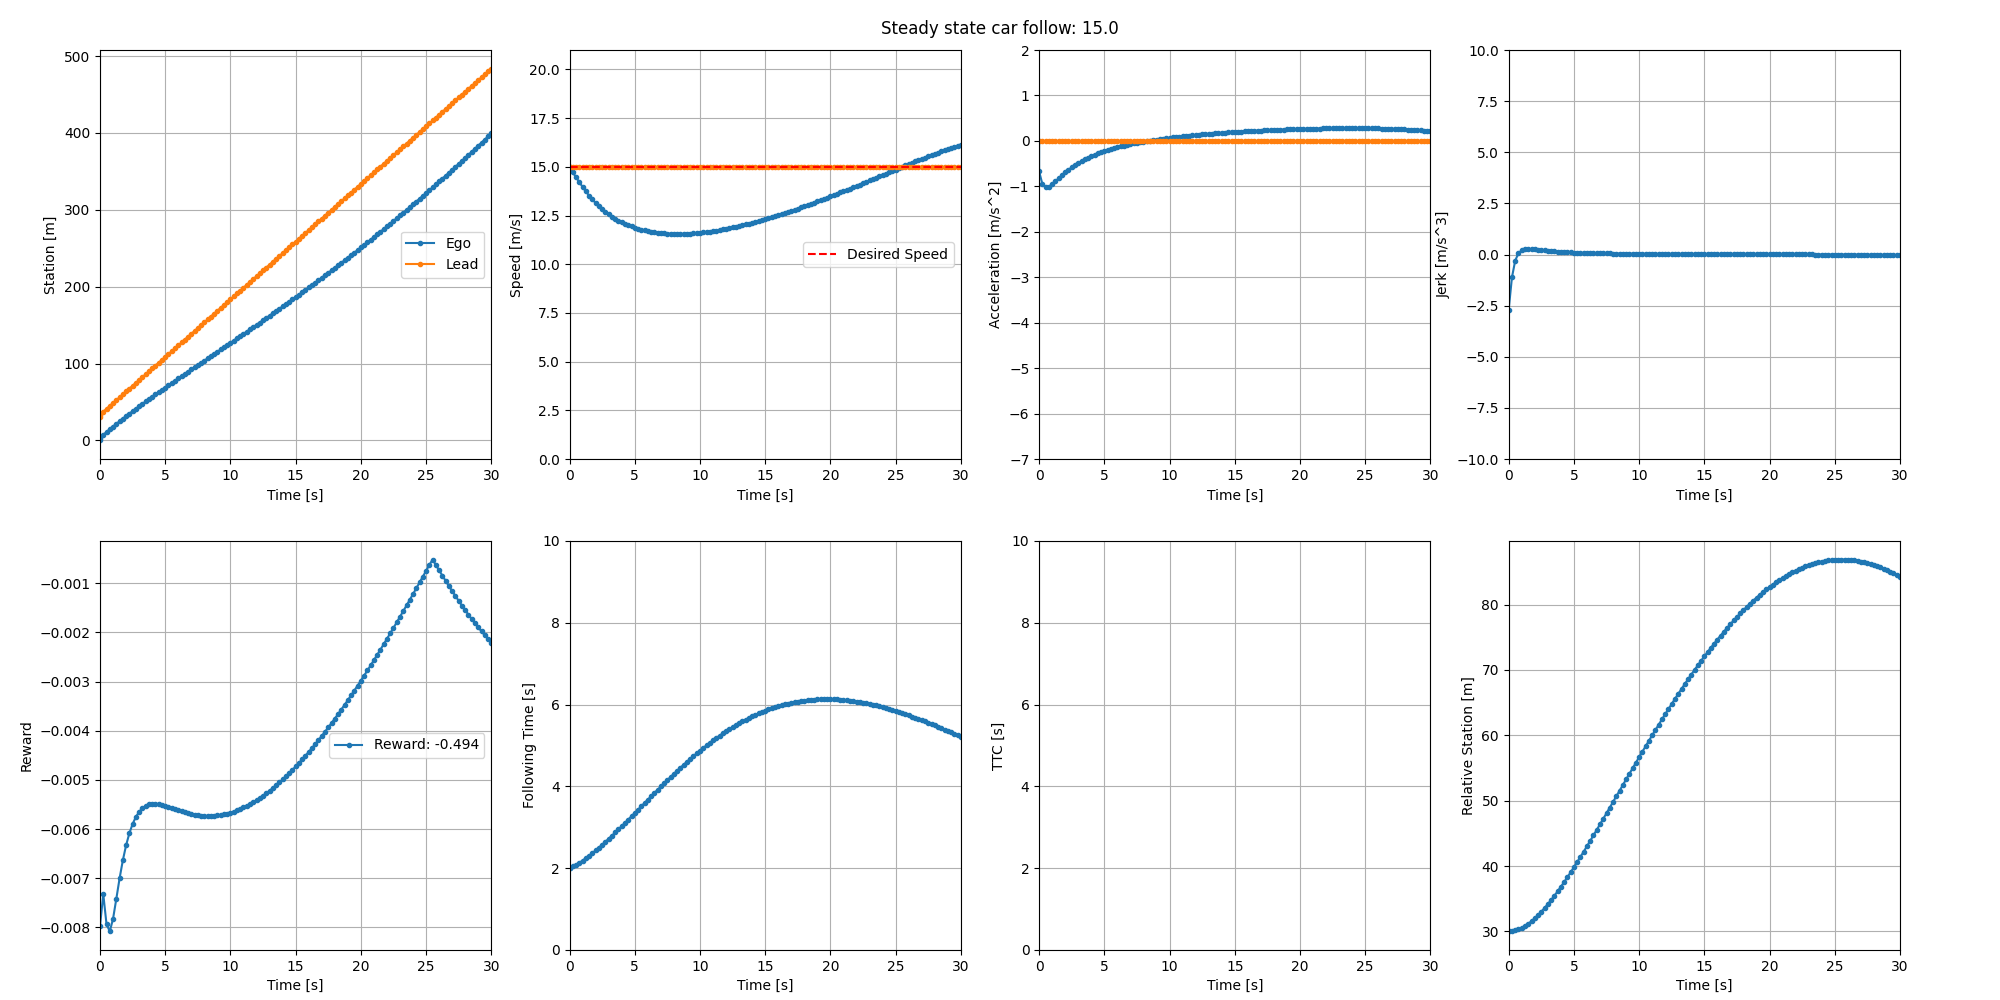 Steady state car follow: 15.0
500
400
300
200
100
0
Station [m]
Ego
Lead
0 5 10 15 20 25 30
Time [s]
20.0
17.5
15.0
12.5
10.0
7.5
5.0
2.5
0.0
Speed [m/s]
Desired Speed
0 5 10 15 20 25 30
Time [s]
2
1
0
−1
−2
−3
−4
−5
−6
−7
Acceleration [m/s^2]
0 5 10 15 20 25 30
Time [s]
10.0
7.5
5.0
2.5
0.0
−2.5
−5.0
−7.5
−10.0
Jerk [m/s^3]
0 5 10 15 20 25 30
Time [s]
−0.001
−0.002
−0.003
−0.004
−0.005
−0.006
−0.007
−0.008
Reward
Reward: -0.494
0 5 10 15 20 25 30
Time [s]
10
8
6
4
2
0
Following Time [s]
0 5 10 15 20 25 30
Time [s]
10
8
6
4
2
0
TTC [s]
0 5 10 15 20 25 30
Time [s]
80
70
60
50
40
30
Relative Station [m]
0 5 10 15 20 25 30
Time [s]